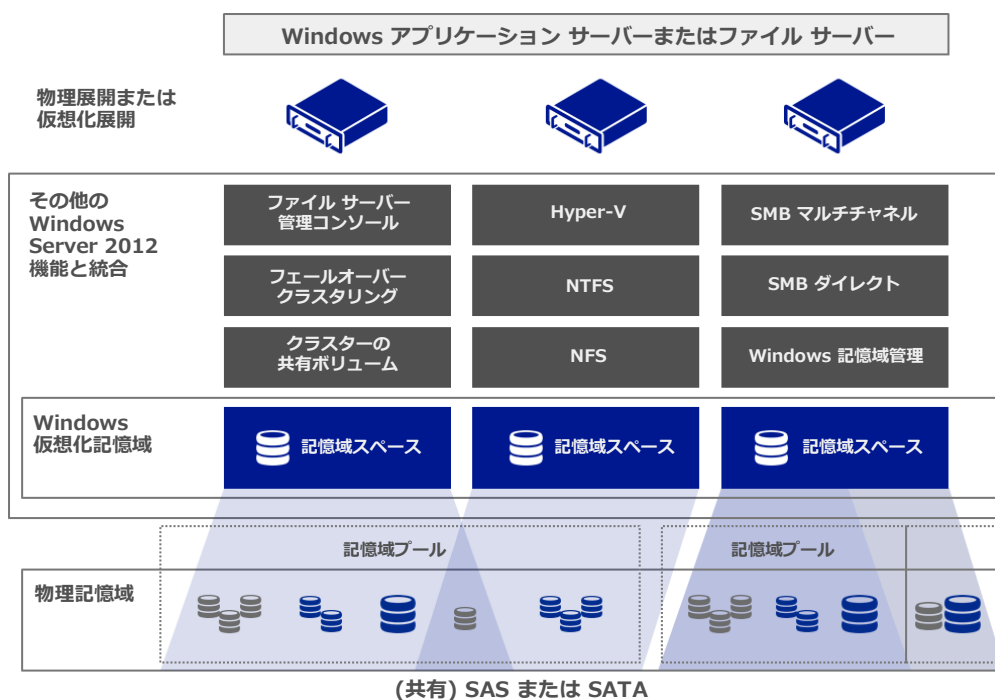 Windows アプリケーション サーバーまたはファイル サーバー
物理展開または
仮想化展開
その他の
Windows
Server 2012
機能と統合
ファイル サーバー
管理コンソール
Hyper-V
SMB マルチチャネル
フェールオーバー
クラスタリング
NTFS
SMB ダイレクト
クラスターの
共有ボリューム
NFS
Windows 記憶域管理
Windows
仮想化記憶域
記憶域スペース
記憶域スペース
記憶域スペース
記憶域プール
記憶域プール
物理記憶域
(共有) SAS または SATA